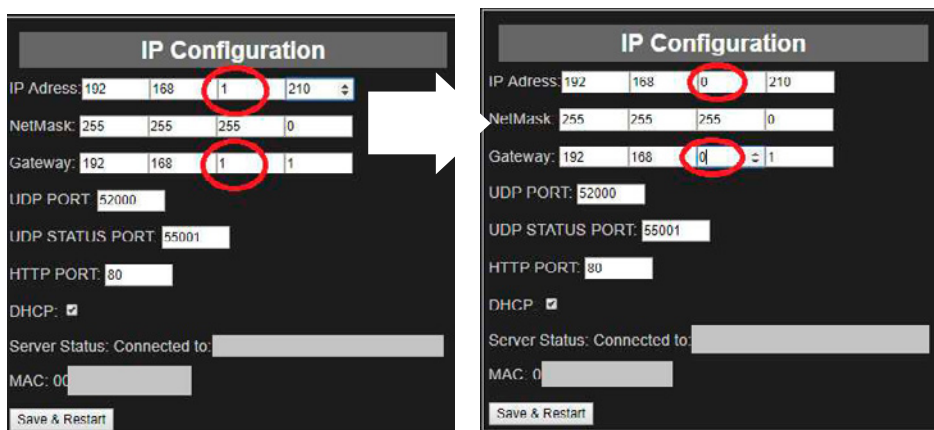 IP Configuration
IP Adress: 192 168 1 210
NetMask: 255 255 255 0
Gateway: 192 168 1 1
UDP PORT: 52000
UDP STATUS PORT: 55001
HTTP PORT: 80
DHCP:
Server Status: Connected to:
MAC: 00
Save & Restart
IP Configuration
IP Adress: 192 168 0 210
NetMask: 255 255 255 0
Gateway: 192 168 0 1
UDP PORT: 52000
UDP STATUS PORT: 55001
HTTP PORT: 80
DHCP:
Server Status: Connected to:
MAC: 0
Save & Restart